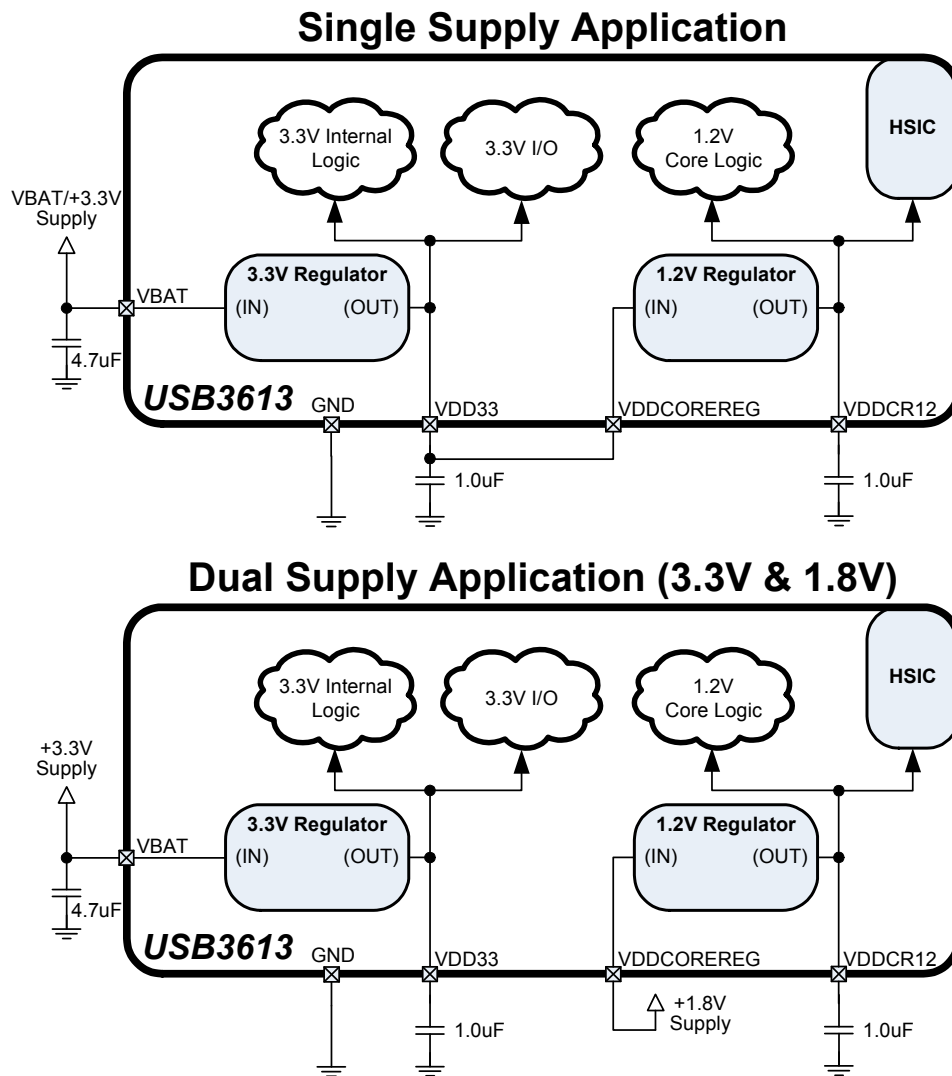 Single Supply Application
3.3V Internal
Logic
3.3V I/O
1.2V
Core Logic
HSIC
VBAT/+3.3V
Supply
VBAT
3.3V Regulator
(IN)
(OUT)
1.2V Regulator
(IN)
(OUT)
4.7uF
USB3613
GND
VDD33
VDDCOREREG
VDDCR12
1.0uF
1.0uF
Dual Supply Application (3.3V & 1.8V)
3.3V Internal
Logic
3.3V I/O
1.2V
Core Logic
HSIC
+3.3V
Supply
VBAT
3.3V Regulator
(IN)
(OUT)
1.2V Regulator
(IN)
(OUT)
4.7uF
USB3613
GND
VDD33
VDDCOREREG
VDDCR12
1.0uF
+1.8V
Supply
1.0uF